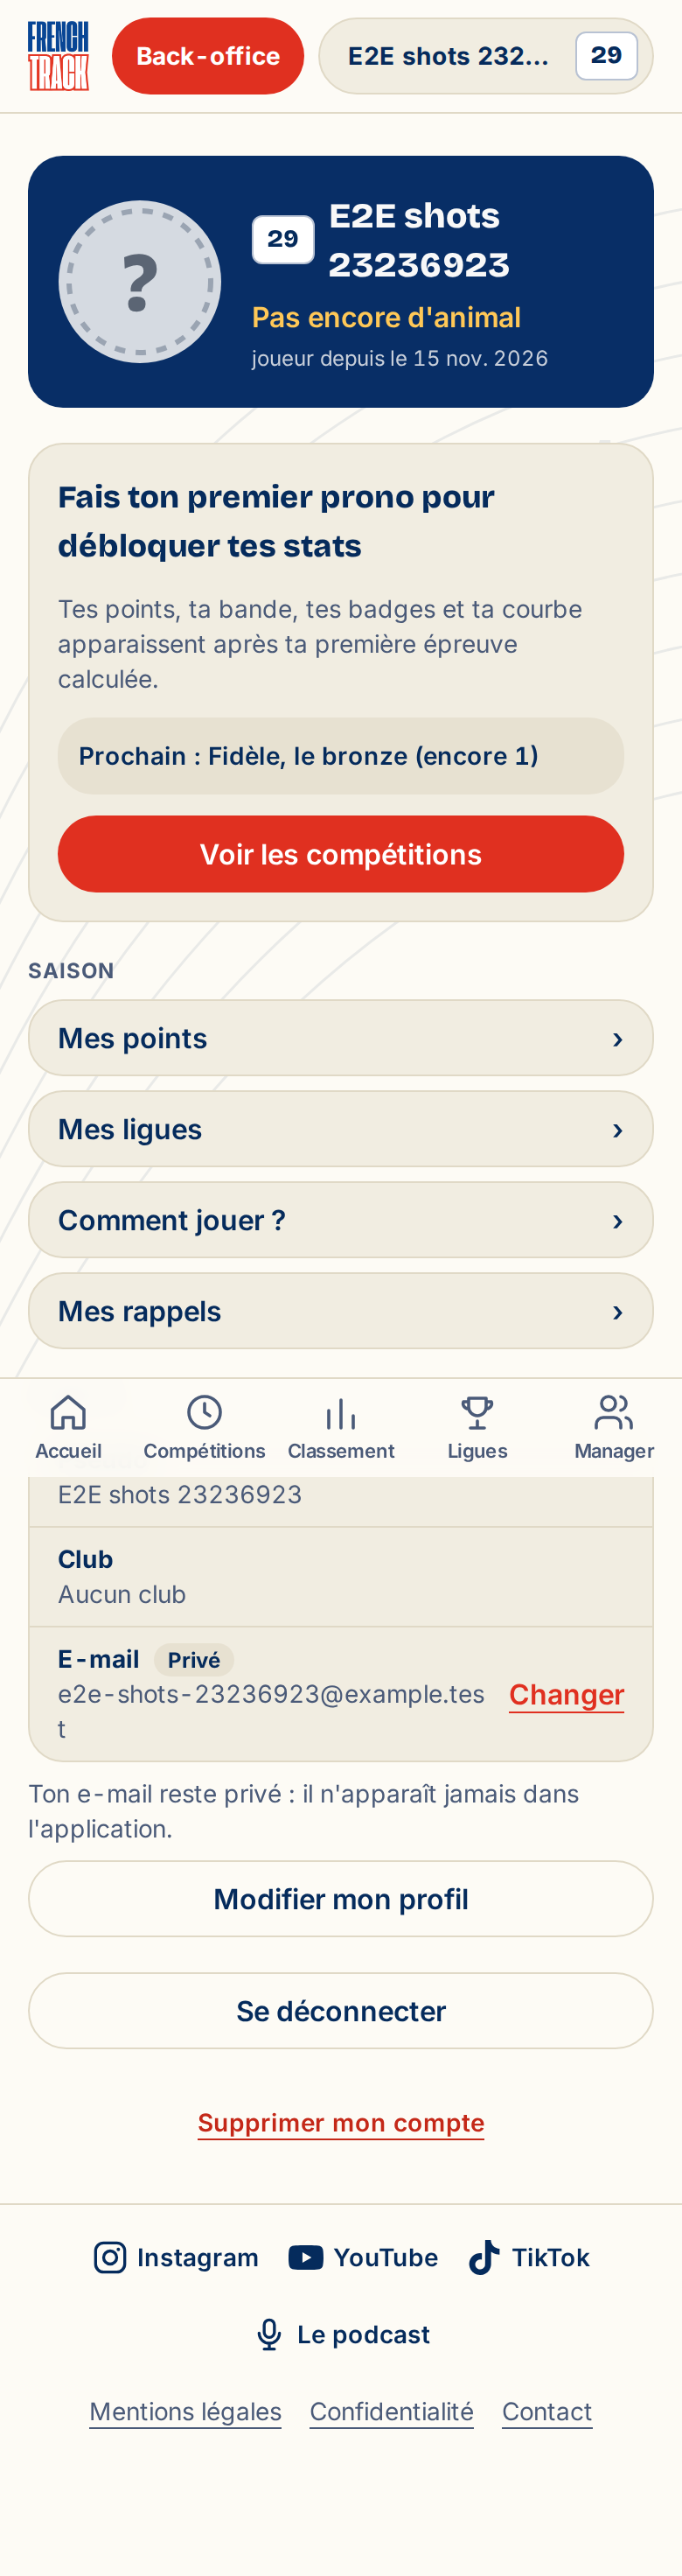 FRENCH
TRACK
Back-office
E2E shots 232...
29
?
29
E2E shots
23236923
Pas encore d'animal
joueur depuis le 15 nov. 2026
Fais ton premier prono pour
débloquer tes stats
Tes points, ta bande, tes badges et ta courbe
apparaissent après ta première épreuve
calculée.
Prochain : Fidèle, le bronze (encore 1)
Voir les compétitions
SAISON
Mes points ›
Mes ligues ›
Comment jouer ? ›
Mes rappels ›
Accueil
Compétitions
Classement
Ligues
Manager
E2E shots 23236923
Club
Aucun club
E-mail
Privé
e2e-shots-23236923@example.tes
t
Changer
Ton e-mail reste privé : il n'apparaît jamais dans
l'application.
Modifier mon profil
Se déconnecter
Supprimer mon compte
Instagram
YouTube
TikTok
Le podcast
Mentions légales
Confidentialité
Contact